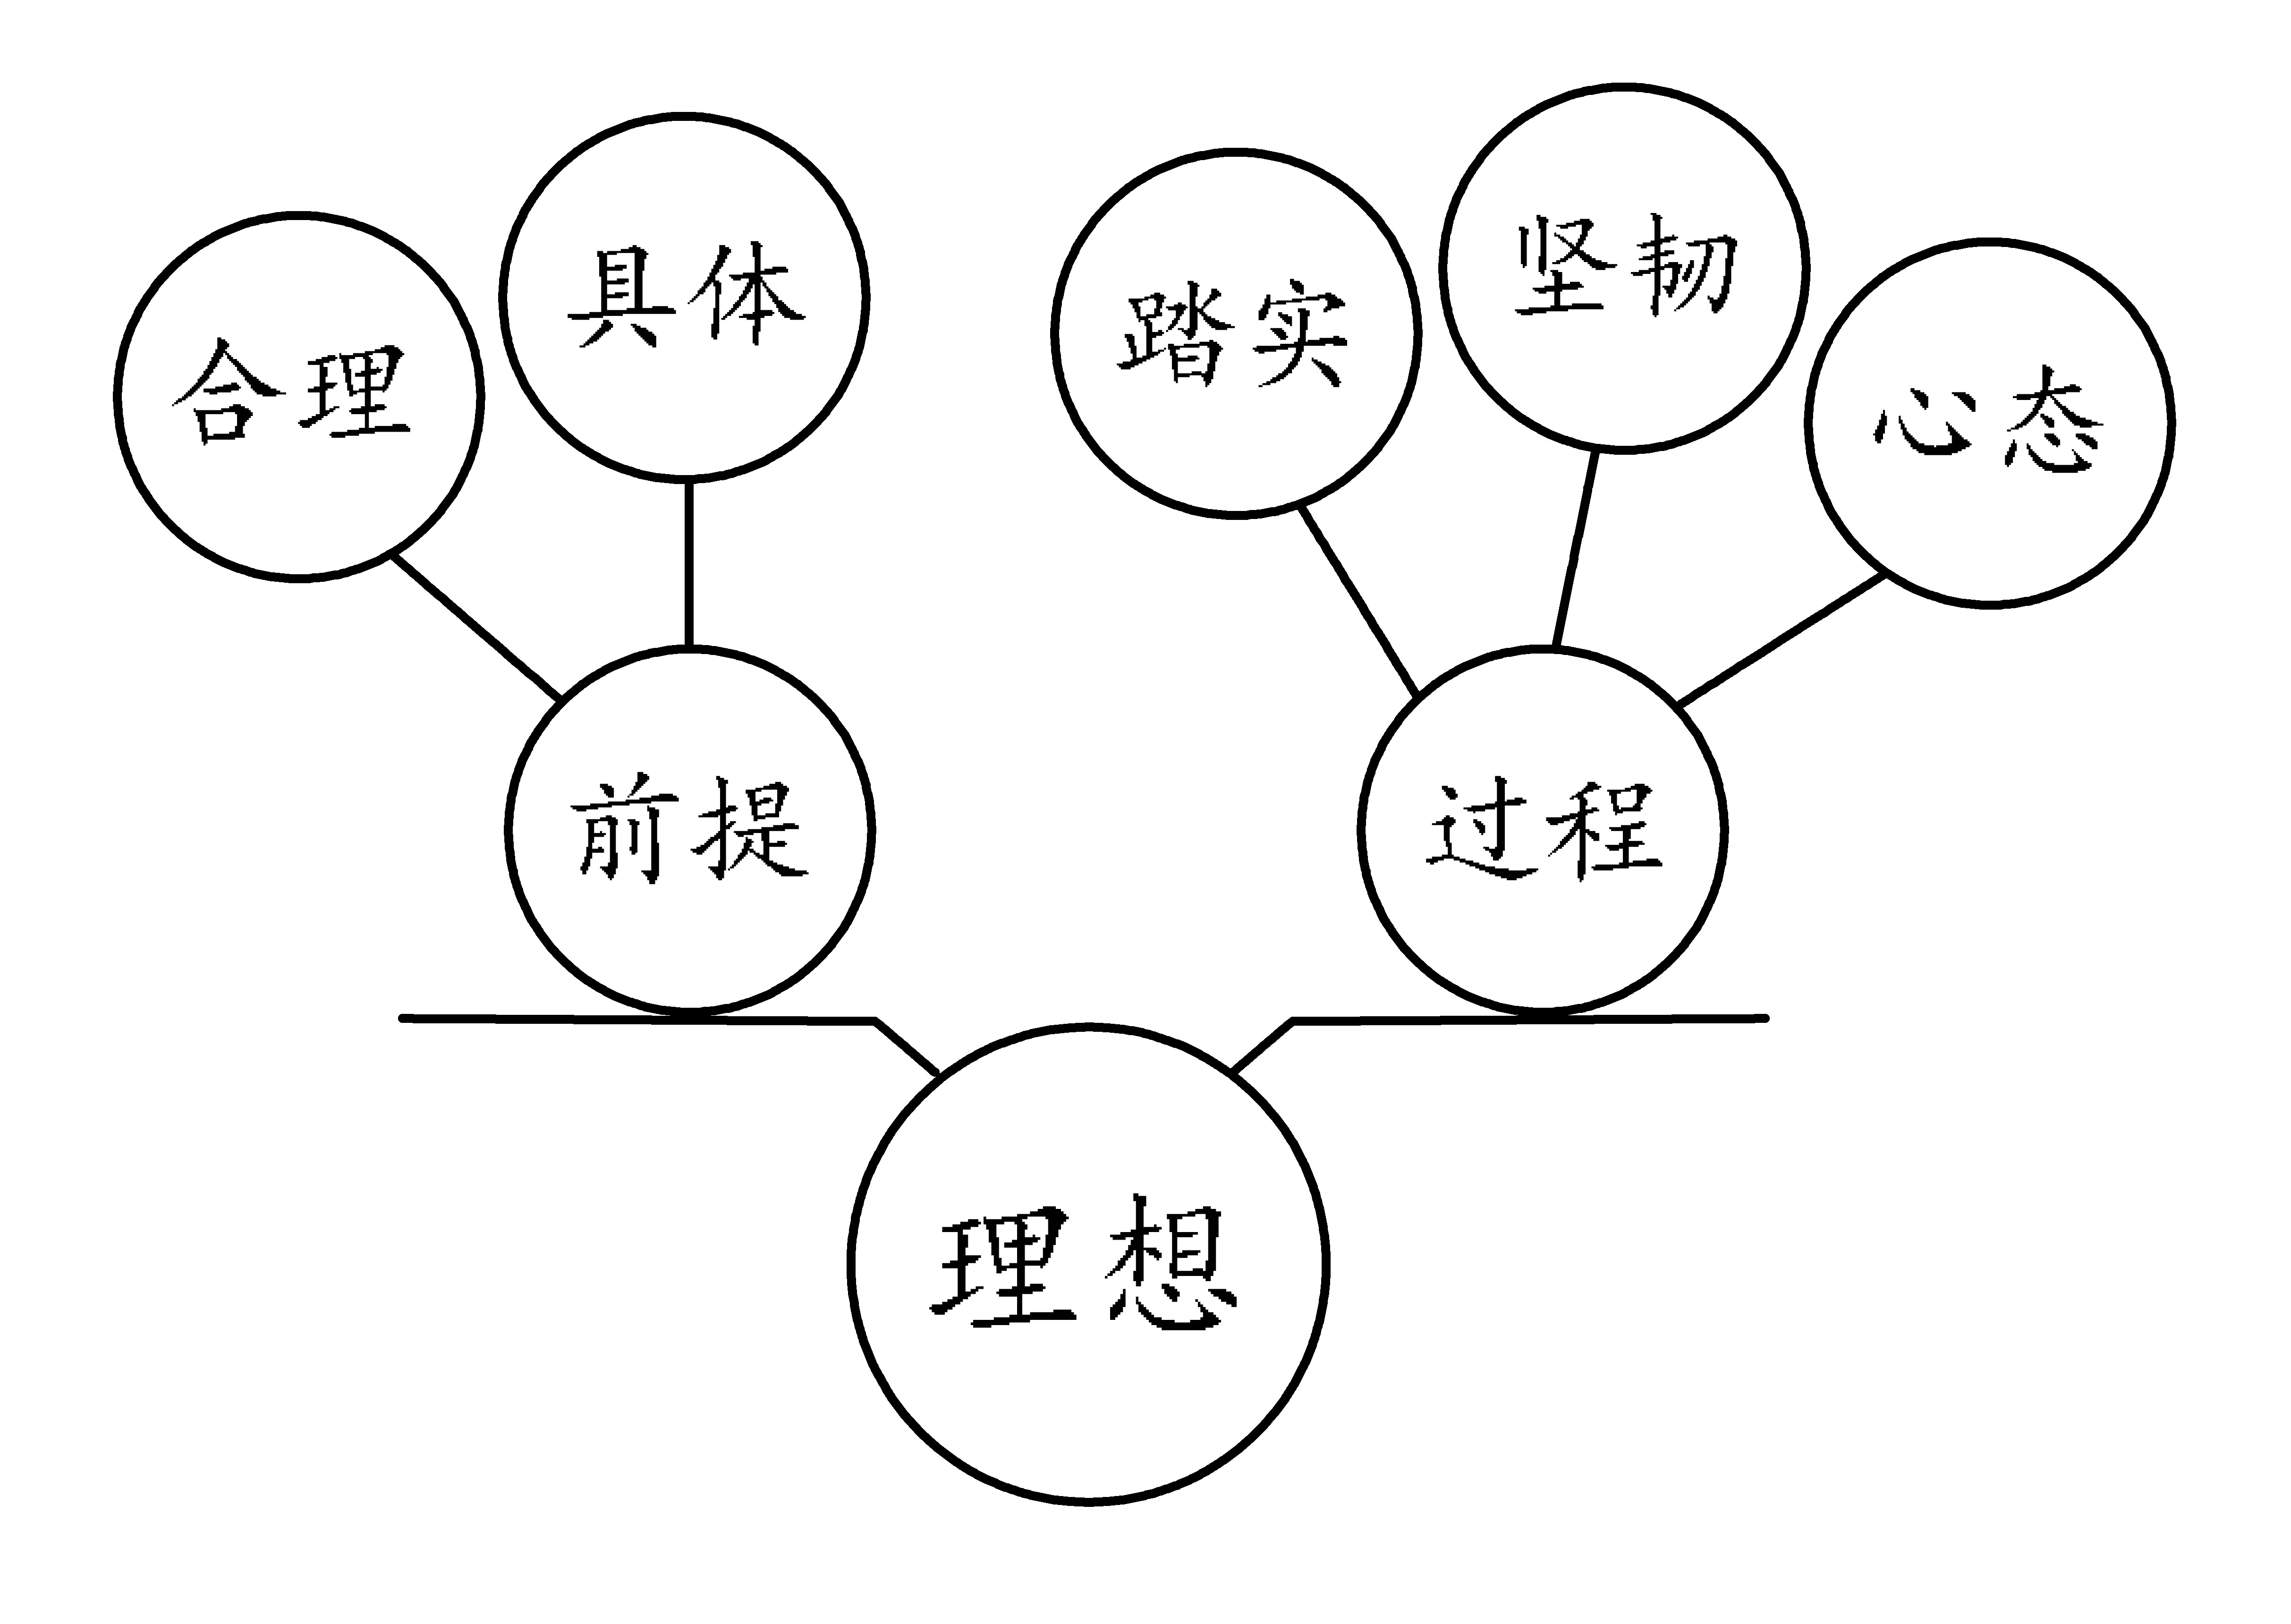 合理
具体
踏实
坚韧
心态
前提
过程
理想